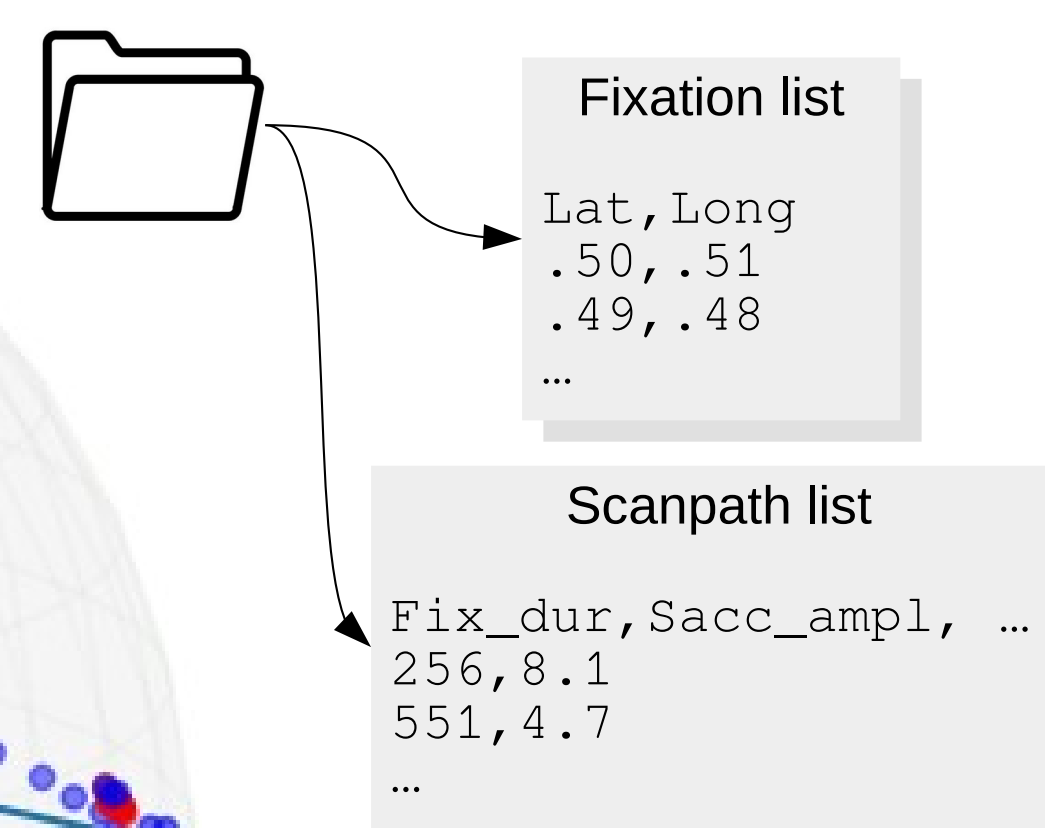 Fixation list
Lat,Long
.50,.51
.49,.48
…
Scanpath list
Fix_dur,Sacc_ampl, …
256,8.1
551,4.7
…